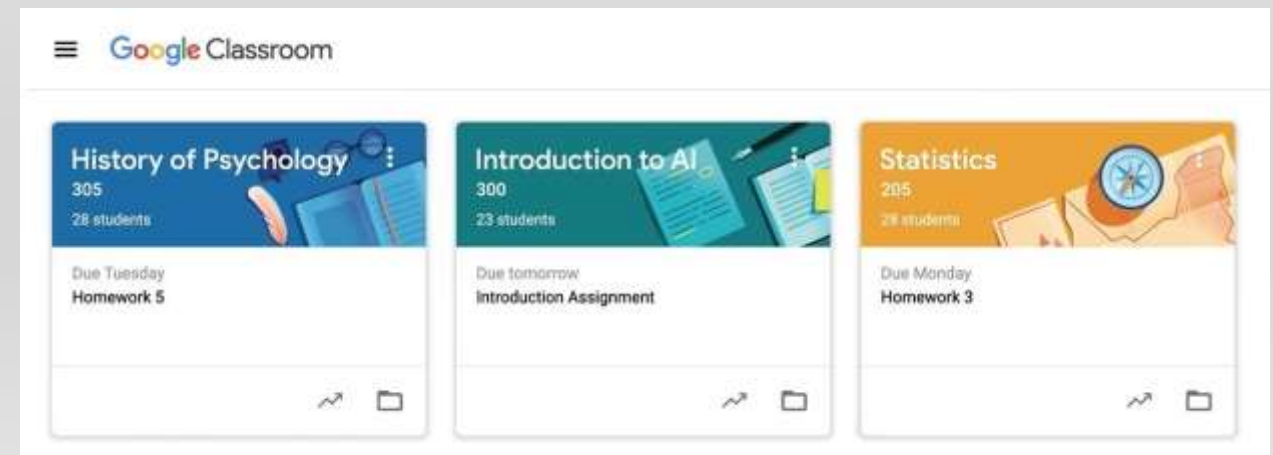 Google Classroom
History of Psychology
305
28 students
Due Tuesday
Homework 5
Introduction to AI
300
23 students
Due tomorrow
Introduction Assignment
Statistics
205
28 students
Due Monday
Homework 3